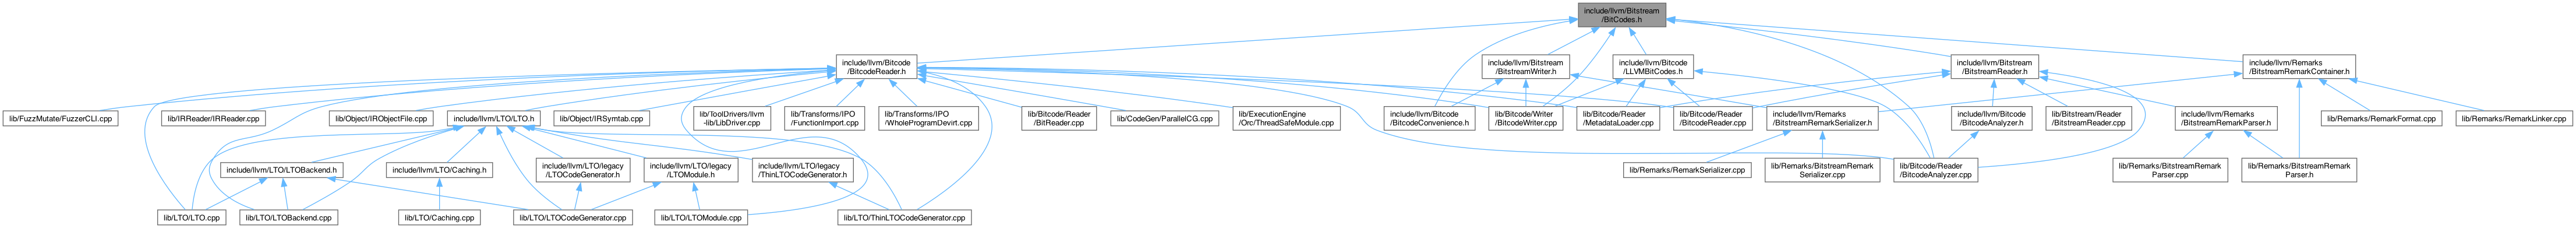 include/llvm/Bitstream
/BitCodes.h
include/llvm/Bitcode
/BitcodeReader.h
include/llvm/Bitstream
/BitstreamWriter.h
include/llvm/Bitcode
/LLVMBitCodes.h
include/llvm/Bitstream
/BitstreamReader.h
include/llvm/Remarks
/BitstreamRemarkContainer.h
lib/FuzzMutate/FuzzerCLI.cpp
lib/IRReader/IRReader.cpp
lib/Object/IRObjectFile.cpp
include/llvm/LTO/LTO.h
lib/Object/IRSymtab.cpp
lib/ToolDrivers/llvm
-lib/LibDriver.cpp
lib/Transforms/IPO
/FunctionImport.cpp
lib/Transforms/IPO
/WholeProgramDevirt.cpp
lib/Bitcode/Reader
/BitReader.cpp
lib/CodeGen/ParallelCG.cpp
lib/ExecutionEngine
/Orc/ThreadSafeModule.cpp
include/llvm/Bitcode
/BitcodeConvenience.h
lib/Bitcode/Writer
/BitcodeWriter.cpp
lib/Bitcode/Reader
/MetadataLoader.cpp
lib/Bitcode/Reader
/BitcodeReader.cpp
include/llvm/Remarks
/BitstreamRemarkSerializer.h
include/llvm/Bitcode
/BitcodeAnalyzer.h
lib/Bitstream/Reader
/BitstreamReader.cpp
include/llvm/Remarks
/BitstreamRemarkParser.h
lib/Remarks/RemarkFormat.cpp
lib/Remarks/RemarkLinker.cpp
include/llvm/LTO/LTOBackend.h
include/llvm/LTO/Caching.h
include/llvm/LTO/legacy
/LTOCodeGenerator.h
include/llvm/LTO/legacy
/LTOModule.h
include/llvm/LTO/legacy
/ThinLTOCodeGenerator.h
lib/Remarks/RemarkSerializer.cpp
lib/Remarks/BitstreamRemark
Serializer.cpp
lib/Bitcode/Reader
/BitcodeAnalyzer.cpp
lib/Remarks/BitstreamRemark
Parser.cpp
lib/Remarks/BitstreamRemark
Parser.h
lib/LTO/LTO.cpp
lib/LTO/LTOBackend.cpp
lib/LTO/Caching.cpp
lib/LTO/LTOCodeGenerator.cpp
lib/LTO/LTOModule.cpp
lib/LTO/ThinLTOCodeGenerator.cpp